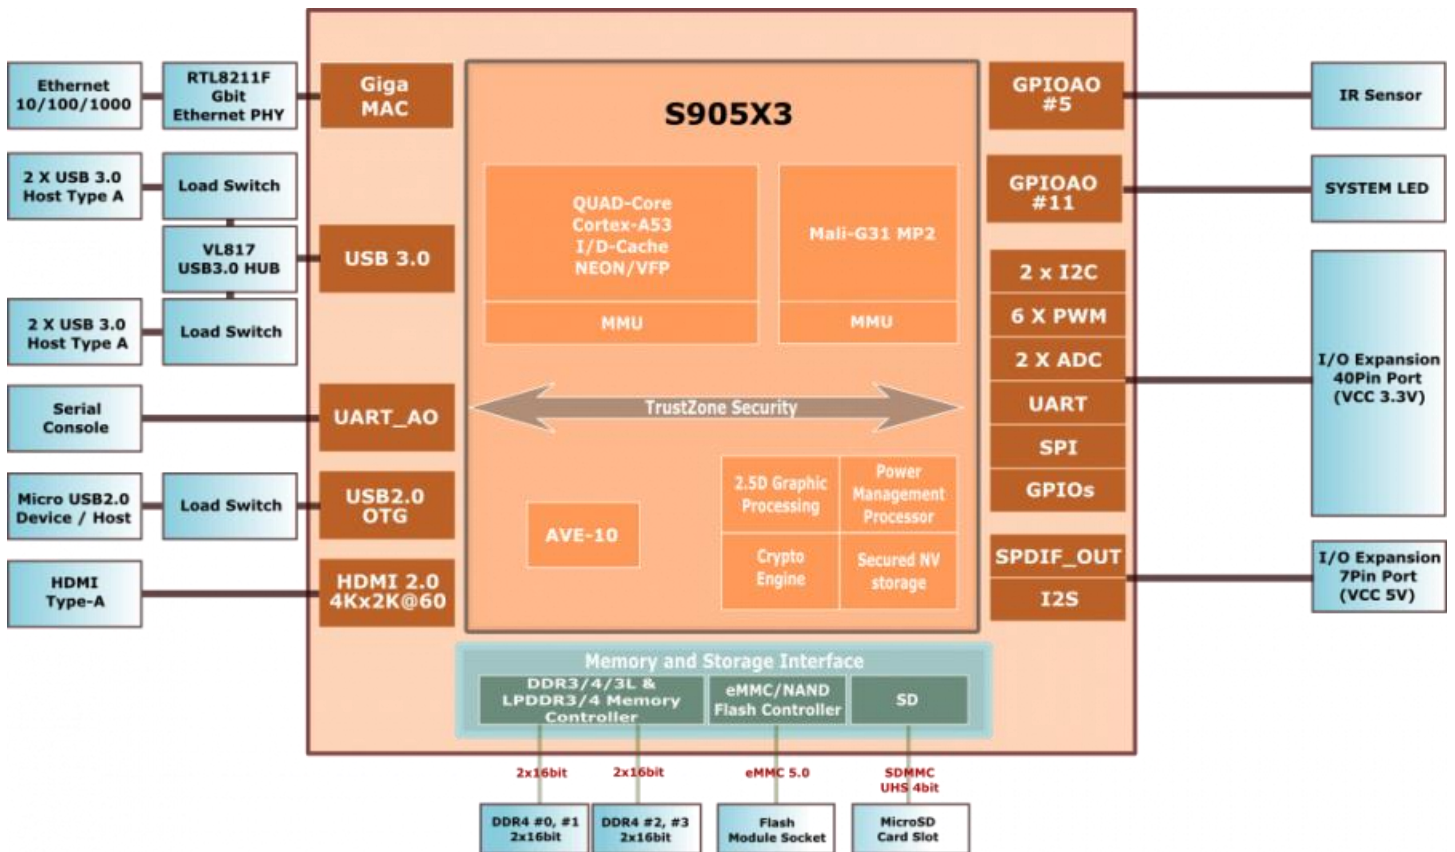 Ethernet
10/100/1000
RTL8211F
Gbit
Ethernet PHY
Giga
MAC
2 X USB 3.0
Host Type A
Load Switch
VL817
USB3.0 HUB
USB 3.0
2 X USB 3.0
Host Type A
Load Switch
Serial
Console
UART_AO
Micro USB2.0
Device / Host
Load Switch
USB2.0
OTG
HDMI
Type-A
HDMI 2.0
4Kx2K@60
S905X3
QUAD-Core
Cortex-A53
I/D-Cache
NEON/VFP
MMU
Mali-G31 MP2
MMU
TrustZone Security
AVE-10
2.5D Graphic
Processing
Power
Management
Processor
Crypto
Engine
Secured NV
storage
GPIOAO
#5
IR Sensor
GPIOAO
#11
SYSTEM LED
2 x I2C
6 X PWM
2 X ADC
UART
SPI
GPIOs
I/O Expansion
40Pin Port
(VCC 3.3V)
SPDIF_OUT
I2S
I/O Expansion
7Pin Port
(VCC 5V)
Memory and Storage Interface
DDR3/4/3L &
LPDDR3/4 Memory
Controller
eMMC/NAND
Flash Controller
SD
2x16bit
2x16bit
eMMC 5.0
SDMMC
UHS 4bit
DDR4 #0, #1
2x16bit
DDR4 #2, #3
2x16bit
Flash
Module Socket
MicroSD
Card Slot